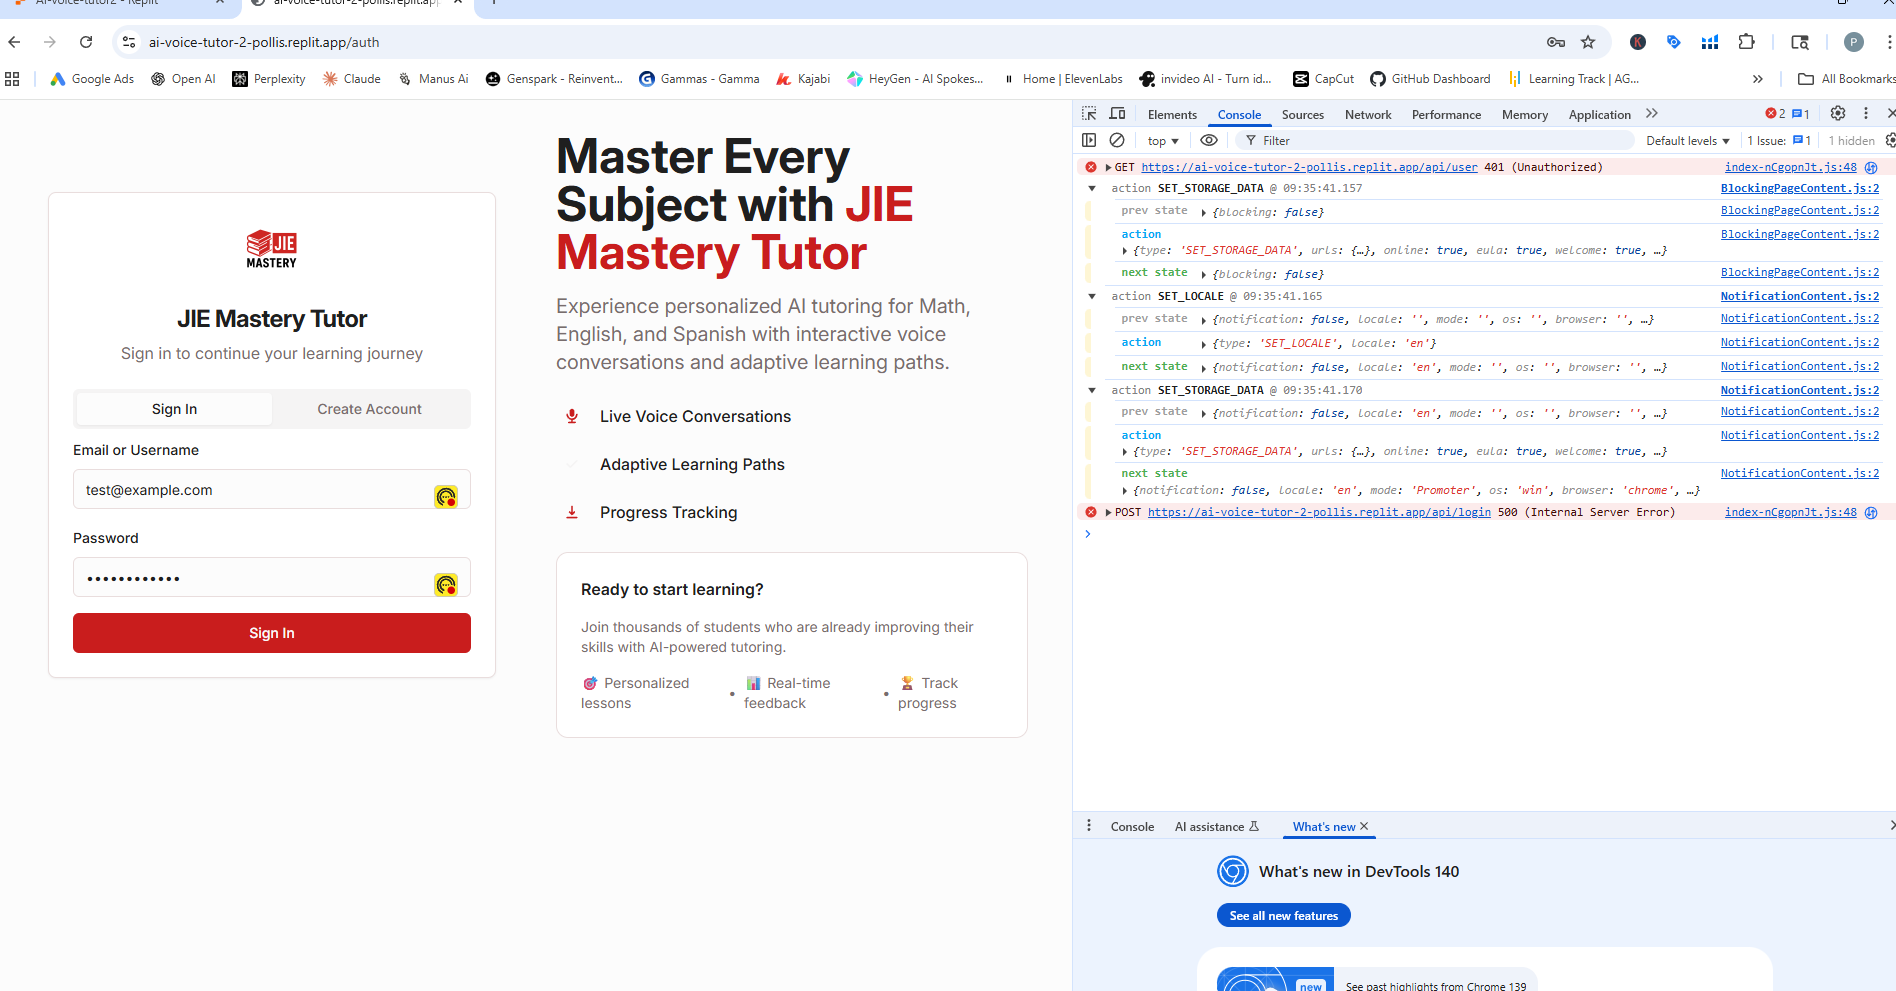 AI-voice-tutor2 - Replit
ai-voice-tutor-2-pollis.replit.app
ai-voice-tutor-2-pollis.replit.app/auth
P
Google Ads
Open AI
Perplexity
Claude
Manus Ai
Genspark - Reinvent...
Gammas - Gamma
Kajabi
HeyGen - AI Spokes...
Home | ElevenLabs
invideo AI - Turn id...
CapCut
GitHub Dashboard
Learning Track | AG...
All Bookmarks
JIE
MASTERY
JIE Mastery Tutor
Sign in to continue your learning journey
Sign In
Create Account
Email or Username
test@example.com
Password
Sign In
Master Every
Subject with JIE
Mastery Tutor
Experience personalized AI tutoring for Math,
English, and Spanish with interactive voice
conversations and adaptive learning paths.
Live Voice Conversations
Adaptive Learning Paths
Progress Tracking
Ready to start learning?
Join thousands of students who are already improving their
skills with AI-powered tutoring.
🎯 Personalized lessons
• 📊 Real-time feedback
• 🏆 Track progress
Elements Console Sources Network Performance Memory Application 2 1
top Filter Default levels 1 Issue: 1 1 hidden
GET https://ai-voice-tutor-2-pollis.replit.app/api/user 401 (Unauthorized) index-nCgopnJt.js:48
action SET_STORAGE_DATA @ 09:35:41.157 BlockingPageContent.js:2
prev state {blocking: false} BlockingPageContent.js:2
action BlockingPageContent.js:2
{type: 'SET_STORAGE_DATA', urls: {…}, online: true, eula: true, welcome: true, …}
next state {blocking: false} BlockingPageContent.js:2
action SET_LOCALE @ 09:35:41.165 NotificationContent.js:2
prev state {notification: false, locale: '', mode: '', os: '', browser: '', …} NotificationContent.js:2
action {type: 'SET_LOCALE', locale: 'en'} NotificationContent.js:2
next state {notification: false, locale: 'en', mode: '', os: '', browser: '', …} NotificationContent.js:2
action SET_STORAGE_DATA @ 09:35:41.170 NotificationContent.js:2
prev state {notification: false, locale: 'en', mode: '', os: '', browser: '', …} NotificationContent.js:2
action NotificationContent.js:2
{type: 'SET_STORAGE_DATA', urls: {…}, online: true, eula: true, welcome: true, …}
next state NotificationContent.js:2
{notification: false, locale: 'en', mode: 'Promoter', os: 'win', browser: 'chrome', …}
POST https://ai-voice-tutor-2-pollis.replit.app/api/login 500 (Internal Server Error) index-nCgopnJt.js:48
Console AI assistance What's new
What's new in DevTools 140
See all new features
new
See past highlights from Chrome 139